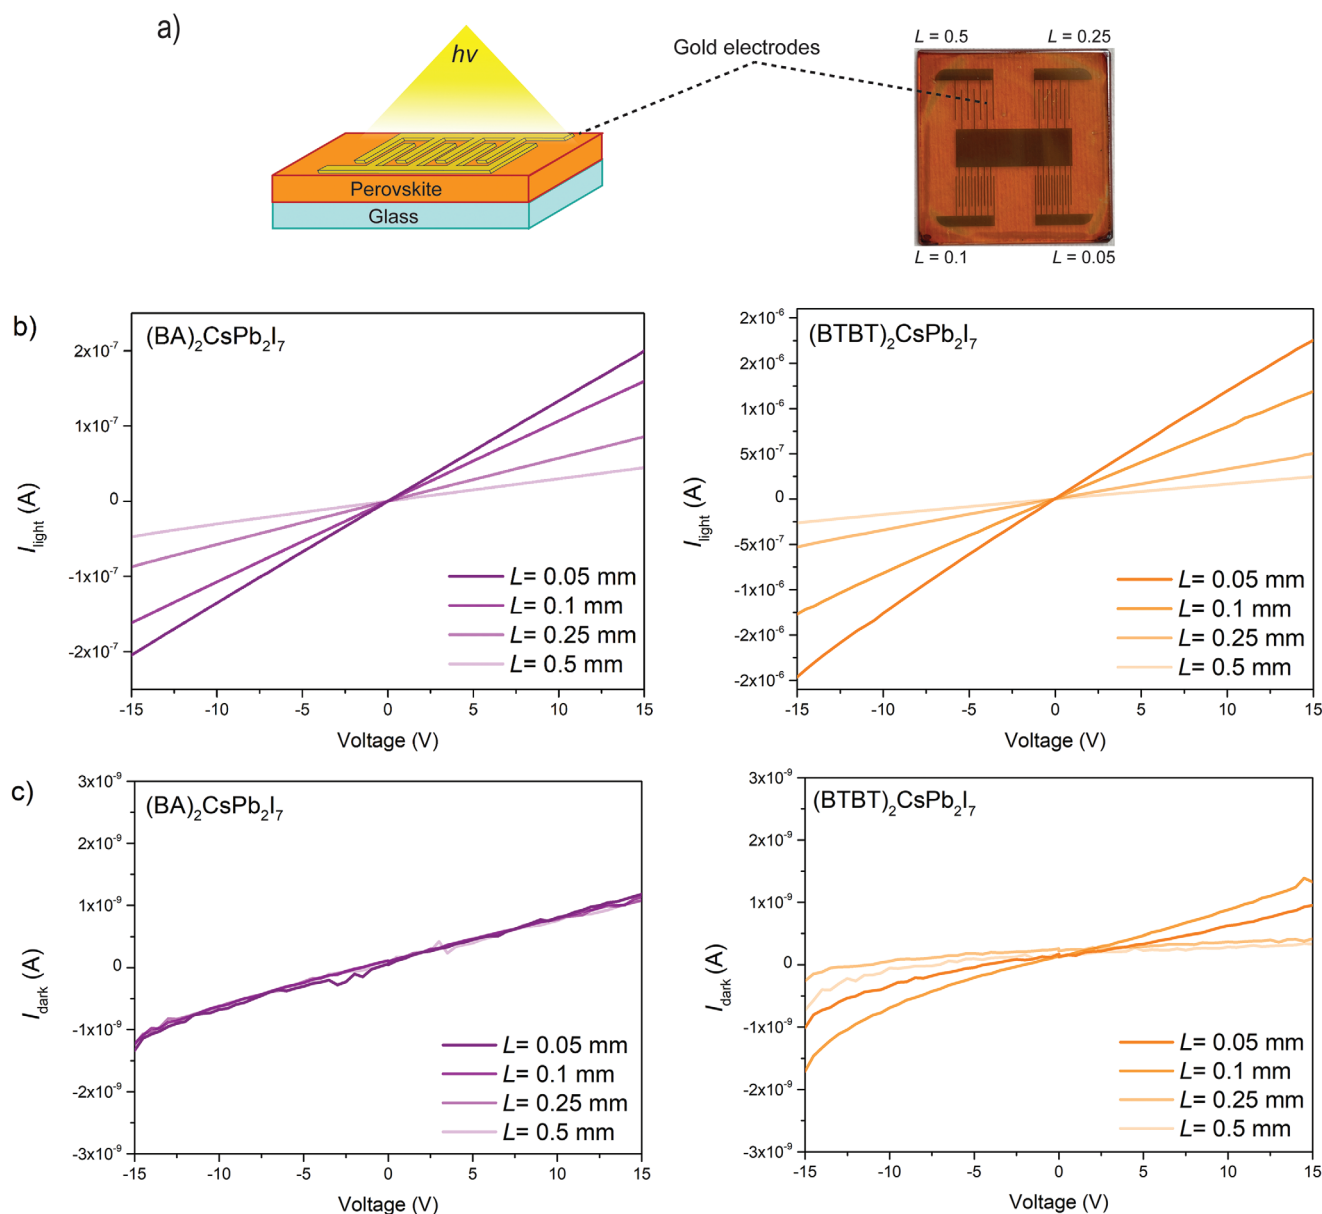 a)
hν
Gold electrodes
L = 0.5
L = 0.25
Perovskite
Glass
L = 0.1
L = 0.05
b)
(BA)₂CsPb₂I₇
2x10⁻⁷
1x10⁻⁷
0
-1x10⁻⁷
-2x10⁻⁷
I_light (A)
L= 0.05 mm
L= 0.1 mm
L= 0.25 mm
L= 0.5 mm
-15 -10 -5 0 5 10 15
Voltage (V)
(BTBT)₂CsPb₂I₇
2x10⁻⁶
2x10⁻⁶
1x10⁻⁶
5x10⁻⁷
0
-5x10⁻⁷
-1x10⁻⁶
-2x10⁻⁶
-2x10⁻⁶
I_light (A)
L= 0.05 mm
L= 0.1 mm
L= 0.25 mm
L= 0.5 mm
-15 -10 -5 0 5 10 15
Voltage (V)
c)
(BA)₂CsPb₂I₇
3x10⁻⁹
2x10⁻⁹
1x10⁻⁹
0
-1x10⁻⁹
-2x10⁻⁹
-3x10⁻⁹
I_dark (A)
L= 0.05 mm
L= 0.1 mm
L= 0.25 mm
L= 0.5 mm
-15 -10 -5 0 5 10 15
Voltage (V)
(BTBT)₂CsPb₂I₇
3x10⁻⁹
2x10⁻⁹
1x10⁻⁹
0
-1x10⁻⁹
-2x10⁻⁹
-3x10⁻⁹
I_dark (A)
L= 0.05 mm
L= 0.1 mm
L= 0.25 mm
L= 0.5 mm
-15 -10 -5 0 5 10 15
Voltage (V)